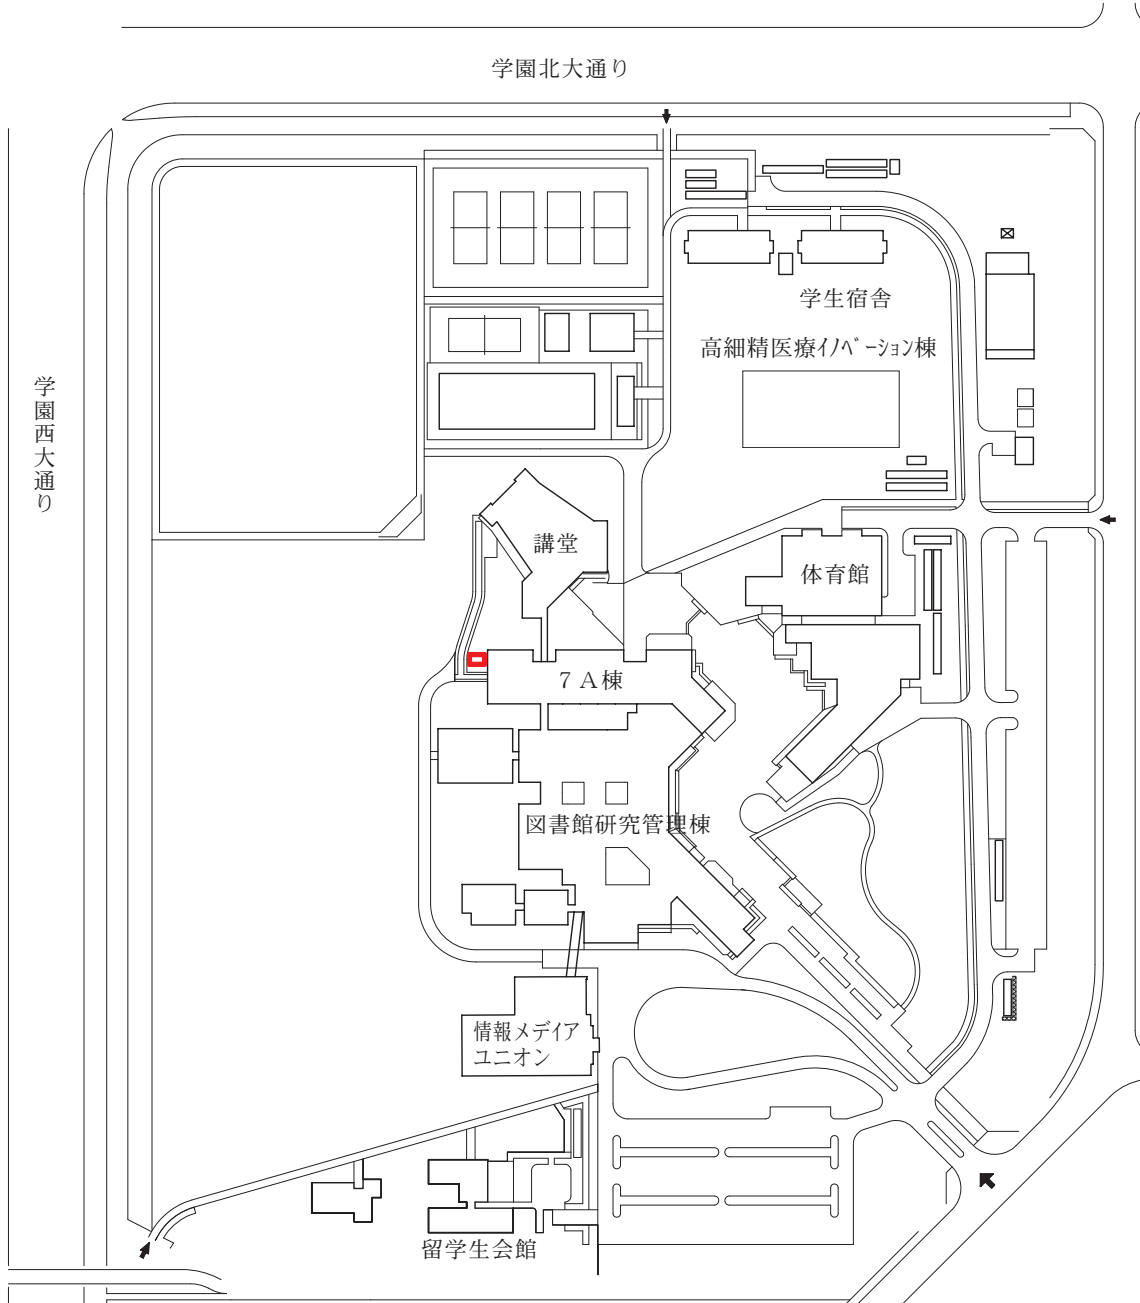 学園北大通り
学生宿舎
高細精医療イノベーション棟
学園西大通り
講堂
体育館
７Ａ棟
図書館研究管理棟
情報メデイア
ユニオン
留学生会館